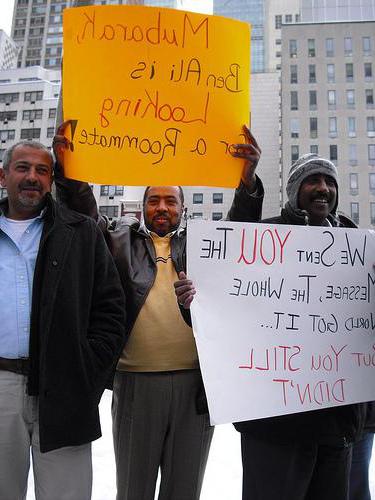 Mubarak,
Ben Ali is
Looking
for a Roommate!
We Sent YOU The
Message, The Whole
World Got It...
But You STILL
DIDN'T